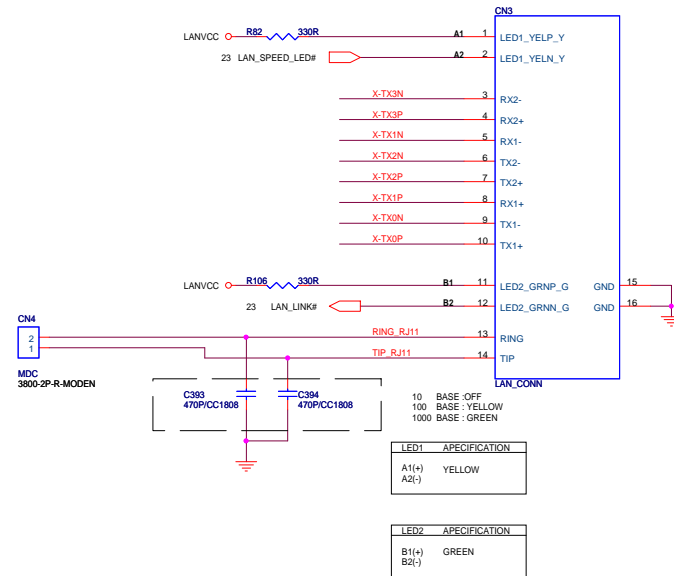 CN3
LANVCC R82 330R A1 1 LED1_YELP_Y
23 LAN_SPEED_LED# A2 2 LED1_YELN_Y
X-TX3N 3 RX2-
X-TX3P 4 RX2+
X-TX1N 5 RX1-
X-TX2N 6 TX2-
X-TX2P 7 TX2+
X-TX1P 8 RX1+
X-TX0N 9 TX1-
X-TX0P 10 TX1+
LANVCC R106 330R B1 11 LED2_GRNP_G GND 15
23 LAN_LINK# B2 12 LED2_GRNN_G GND 16
CN4
2 RING_RJ11 13 RING
1 TIP_RJ11 14 TIP
MDC
3800-2P-R-MODEN
LAN_CONN
C393 C394
470P/CC1808 470P/CC1808
10 BASE :OFF
100 BASE : YELLOW
1000 BASE : GREEN
LED1 APECIFICATION
A1(+) YELLOW
A2(-)
LED2 APECIFICATION
B1(+) GREEN
B2(-)